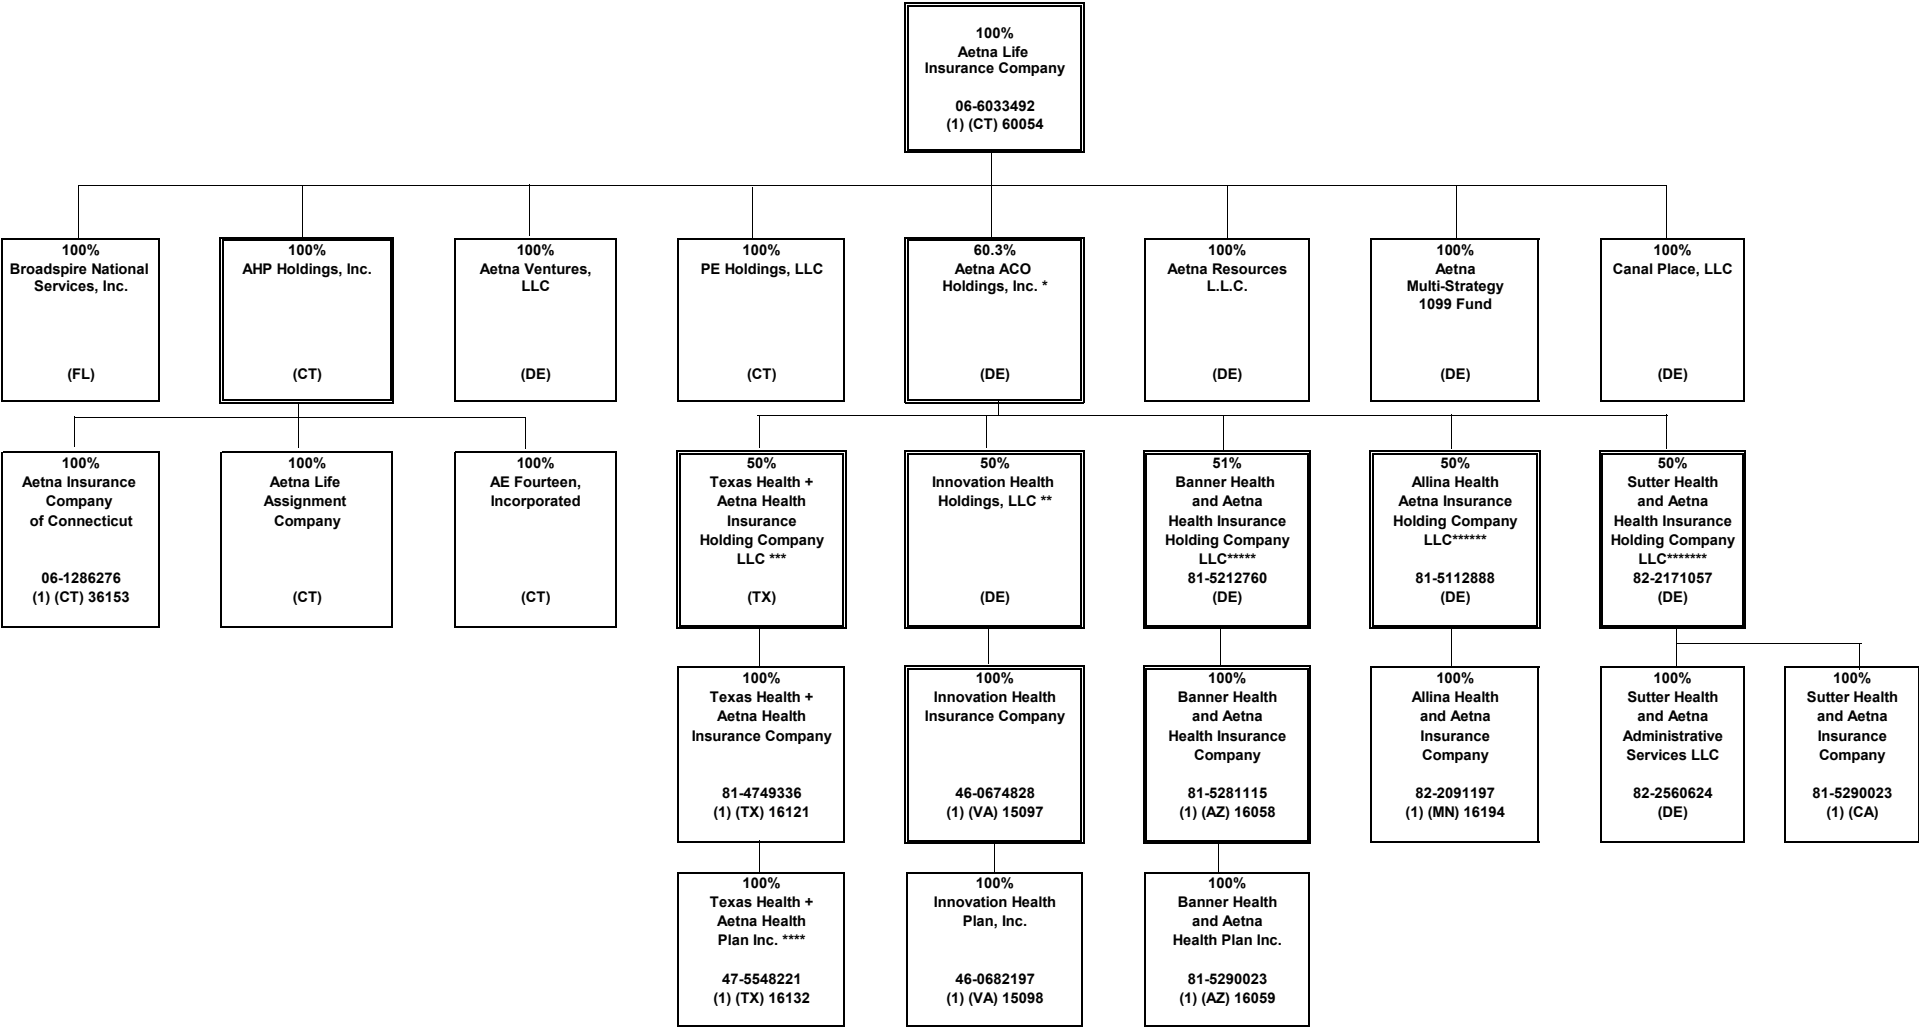 100%
Aetna Life
Insurance Company
06-6033492
(1) (CT) 60054
100%
Broadspire National
Services, Inc.
(FL)
100%
AHP Holdings, Inc.
(CT)
100%
Aetna Ventures,
LLC
(DE)
100%
PE Holdings, LLC
(CT)
60.3%
Aetna ACO
Holdings, Inc. *
(DE)
100%
Aetna Resources
L.L.C.
(DE)
100%
Aetna
Multi-Strategy
1099 Fund
(DE)
100%
Canal Place, LLC
(DE)
100%
Aetna Insurance
Company
of Connecticut
06-1286276
(1) (CT) 36153
100%
Aetna Life
Assignment
Company
(CT)
100%
AE Fourteen,
Incorporated
(CT)
50%
Texas Health +
Aetna Health
Insurance
Holding Company
LLC ***
(TX)
50%
Innovation Health
Holdings, LLC **
(DE)
51%
Banner Health
and Aetna
Health Insurance
Holding Company
LLC*****
81-5212760
(DE)
50%
Allina Health
Aetna Insurance
Holding Company
LLC******
81-5112888
(DE)
50%
Sutter Health
and Aetna
Health Insurance
Holding Company
LLC*******
82-2171057
(DE)
100%
Texas Health +
Aetna Health
Insurance Company
81-4749336
(1) (TX) 16121
100%
Innovation Health
Insurance Company
46-0674828
(1) (VA) 15097
100%
Banner Health
and Aetna
Health Insurance
Company
81-5281115
(1) (AZ) 16058
100%
Allina Health
and Aetna
Insurance
Company
82-2091197
(1) (MN) 16194
100%
Sutter Health
and Aetna
Administrative
Services LLC
82-2560624
(DE)
100%
Sutter Health
and Aetna
Insurance
Company
81-5290023
(1) (CA)
100%
Texas Health +
Aetna Health
Plan Inc. ****
47-5548221
(1) (TX) 16132
100%
Innovation Health
Plan, Inc.
46-0682197
(1) (VA) 15098
100%
Banner Health
and Aetna
Health Plan Inc.
81-5290023
(1) (AZ) 16059